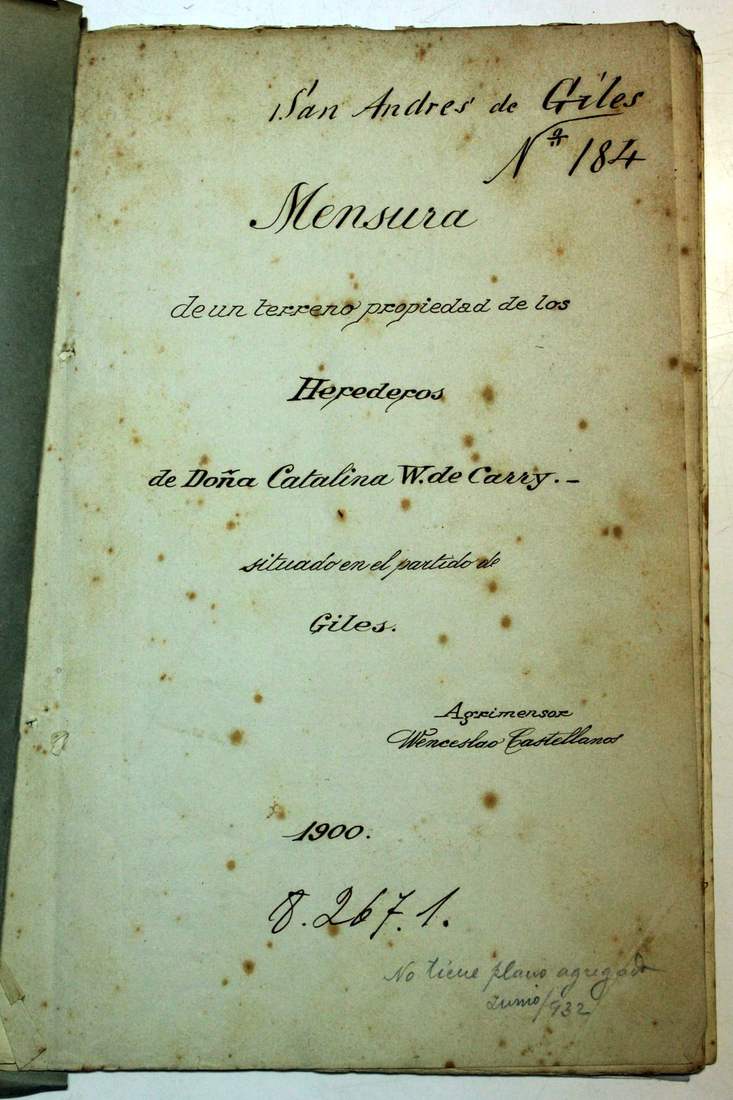 San Andres de Giles
Nº 184
Mensura
de un terreno propiedad de los
Herederos
de Doña Catalina W. de Carry.-
situado en el partido de
Giles.
Agrimensor
Wenceslao Castellanos
1900.
8.267.1.
No tiene plano agregado
Junio/932